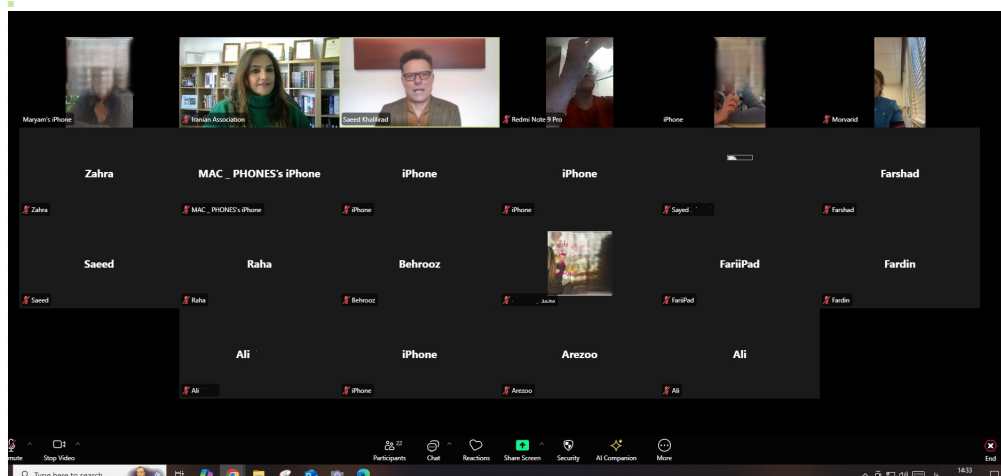 Maryam's iPhone
Iranian Association
Saeed Khalilirad
Redmi Note 9 Pro
iPhone
Morvarid
Zahra
MAC _ PHONES's iPhone
iPhone
iPhone
Farshad
Zahra
MAC _ PHONES's iPhone
iPhone
iPhone
Sayed
Farshad
Saeed
Raha
Behrooz
FariiPad
Fardin
Saeed
Raha
Behrooz
FariiPad
Fardin
Ali
iPhone
Arezoo
Ali
Ali
iPhone
Arezoo
Ali
22
Stop Video
Participants
Chat
Reactions
Share Screen
Security
AI Companion
More
End
Type here to search
14:33